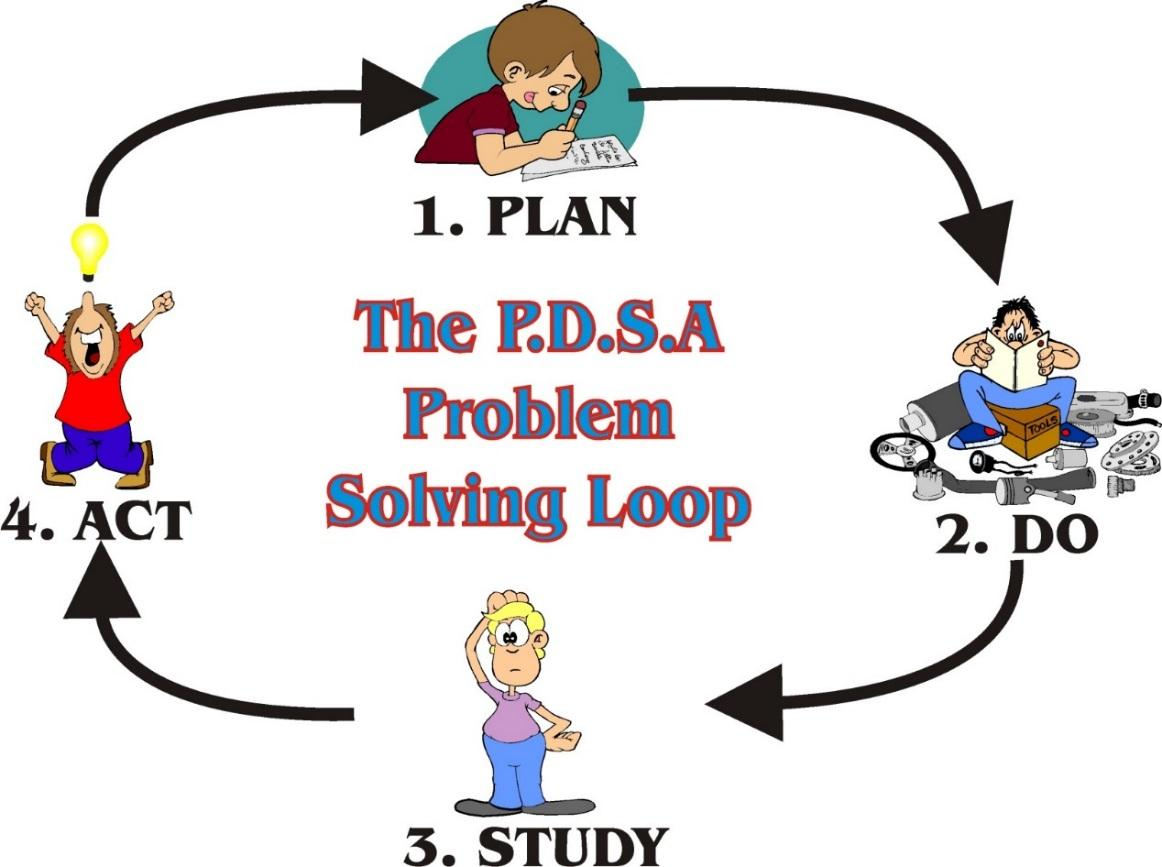 1. PLAN
The P.D.S.A
Problem
Solving Loop
TOOLS
4. ACT
2. DO
3. STUDY